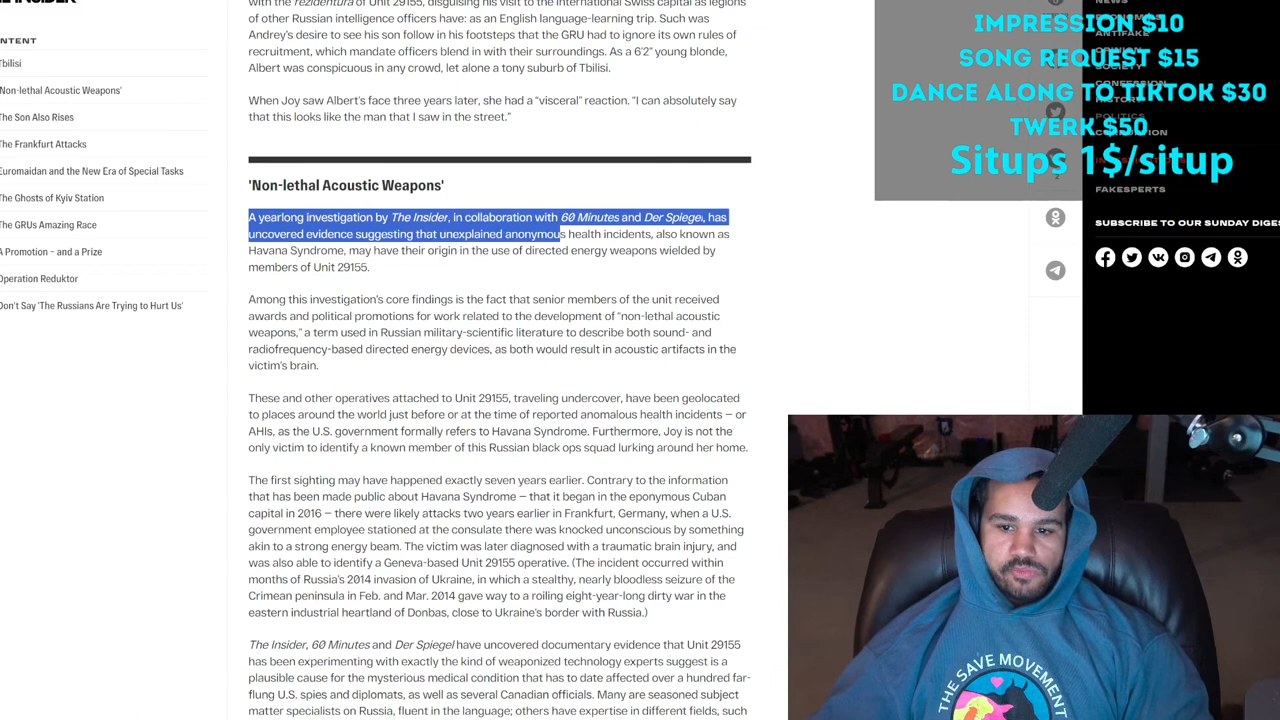 THE INSIDER
NTENT
Tbilisi
'Non-lethal Acoustic Weapons'
The Son Also Rises
The Frankfurt Attacks
Euromaidan and the New Era of Special Tasks
The Ghosts of Kyiv Station
The GRUs Amazing Race
A Promotion – and a Prize
Operation Reduktor
Don't Say 'The Russians Are Trying to Hurt Us'
with the rezidentura of Unit 29155, disguising his visit to the international Swiss capital as legions
of other Russian intelligence officers have: as an English language-learning trip. Such was
Andrey's desire to see his son follow in his footsteps that the GRU had to ignore its own rules of
recruitment, which mandate officers blend in with their surroundings. As a 6'2" young blonde,
Albert was conspicuous in any crowd, let alone a tony suburb of Tbilisi.
When Joy saw Albert's face three years later, she had a “visceral” reaction. “I can absolutely say
that this looks like the man that I saw in the street.”
'Non-lethal Acoustic Weapons'
A yearlong investigation by The Insider, in collaboration with 60 Minutes and Der Spiegel, has
uncovered evidence suggesting that unexplained anonymous health incidents, also known as
Havana Syndrome, may have their origin in the use of directed energy weapons wielded by
members of Unit 29155.
Among this investigation's core findings is the fact that senior members of the unit received
awards and political promotions for work related to the development of “non-lethal acoustic
weapons,” a term used in Russian military-scientific literature to describe both sound- and
radiofrequency-based directed energy devices, as both would result in acoustic artifacts in the
victim's brain.
These and other operatives attached to Unit 29155, traveling undercover, have been geolocated
to places around the world just before or at the time of reported anomalous health incidents — or
AHIs, as the U.S. government formally refers to Havana Syndrome. Furthermore, Joy is not the
only victim to identify a known member of this Russian black ops squad lurking around her home.
The first sighting may have happened exactly seven years earlier. Contrary to the information
that has been made public about Havana Syndrome — that it began in the eponymous Cuban
capital in 2016 — there were likely attacks two years earlier in Frankfurt, Germany, when a U.S.
government employee stationed at the consulate there was knocked unconscious by something
akin to a strong energy beam. The victim was later diagnosed with a traumatic brain injury, and
was also able to identify a Geneva-based Unit 29155 operative. (The incident occurred within
months of Russia's 2014 invasion of Ukraine, in which a stealthy, nearly bloodless seizure of the
Crimean peninsula in Feb. and Mar. 2014 gave way to a roiling eight-year-long dirty war in the
eastern industrial heartland of Donbas, close to Ukraine's border with Russia.)
The Insider, 60 Minutes and Der Spiegel have uncovered documentary evidence that Unit 29155
has been experimenting with exactly the kind of weaponized technology experts suggest is a
plausible cause for the mysterious medical condition that has to date affected over a hundred far-
flung U.S. spies and diplomats, as well as several Canadian officials. Many are seasoned subject
matter specialists on Russia, fluent in the language; others have expertise in different fields, such
IMPRESSION $10
SONG REQUEST $15
DANCE ALONG TO TIKTOK $30
TWERK $50
Situps 1$/situp
NEWS
ANTIFAKE
OPINION
SOCIETY
CONFESSION
HISTORY
POLITICS
FAKESPERTS
SUBSCRIBE TO OUR SUNDAY DIGES
THE SAVE MOVEMENT